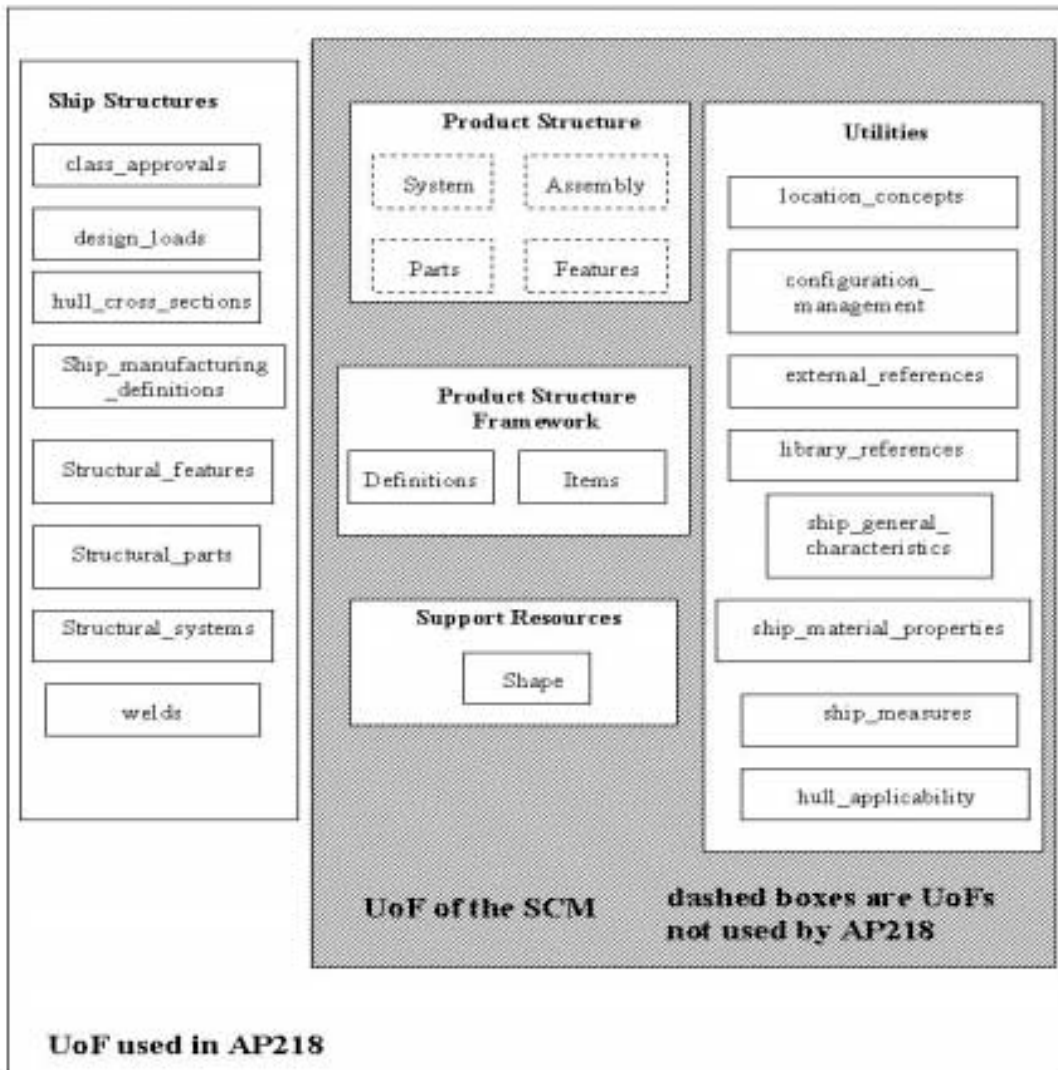 Ship Structures
class_approvals
design_loads
hull_cross_sections
Ship_manufacturing
_definitions
Structural_features
Structural_parts
Structural_systems
welds
Product Structure
System
Assembly
Parts
Features
Product Structure
Framework
Definitions
Items
Support Resources
Shape
Utilities
location_concepts
configuration_
management
external_references
library_references
ship_general_
characteristics
ship_material_properties
ship_measures
hull_applicability
UoF of the SCM
dashed boxes are UoFs
not used by AP218
UoF used in AP218